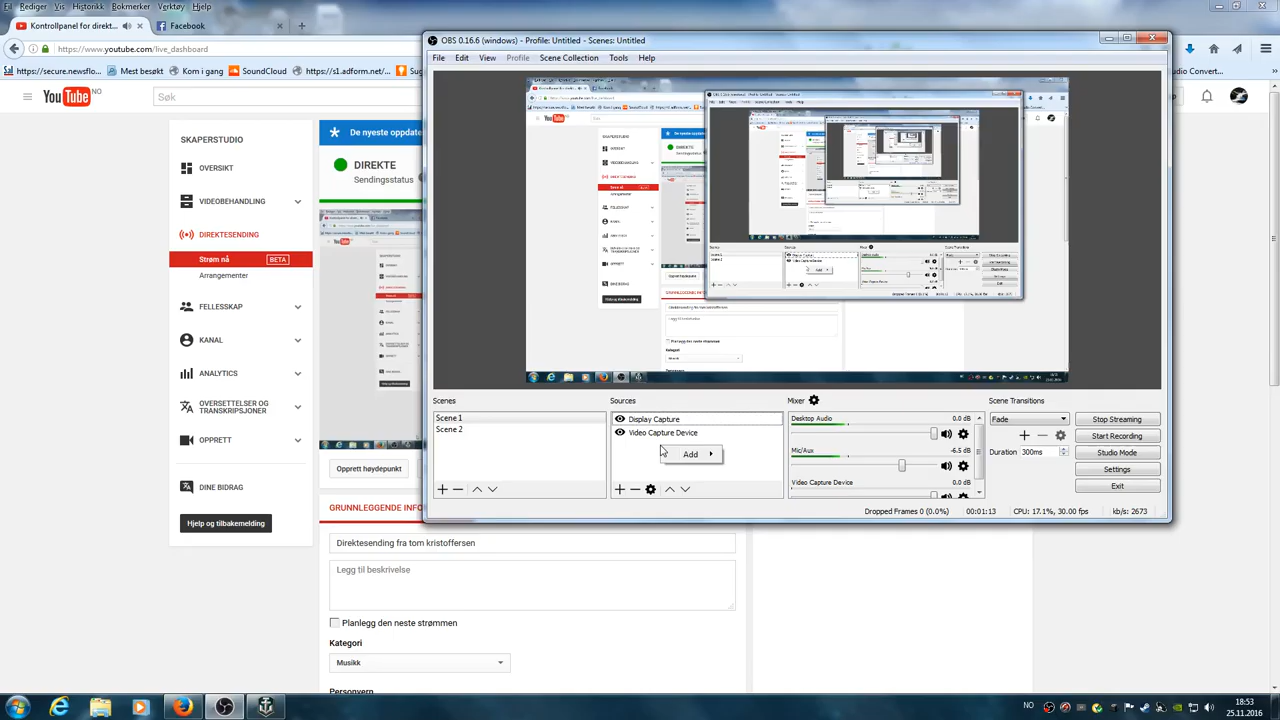 Rediger Vis Historikk Bokmerker Verktøy Hjelp
Kontrollpanel for direkte...
Facebook
https://www.youtube.com/live_dashboard
https://secure.newsflo...
Mest besøkt
Kom i gang
SoundCloud
https://s1.adform.net/...
Sug
dio Convertor...
YouTube NO
Søk
SKAPERSTUDIO
OVERSIKT
VIDEOBEHANDLING
DIREKTESENDING
Strøm nå BETA
Arrangementer
FELLESSKAP
KANAL
ANALYTICS
OVERSETTELSER OG
TRANSKRIPSJONER
OPPRETT
DINE BIDRAG
Hjelp og tilbakemelding
De nyeste oppdate
DIREKTE
Sendingsstatus
Opprett høydepunkt
GRUNNLEGGENDE INFO
Direktesending fra tom kristoffersen
Legg til beskrivelse
Planlegg den neste strømmen
Kategori
Musikk
Personvern
OBS 0.16.6 (windows) - Profile: Untitled - Scenes: Untitled
File Edit View Profile Scene Collection Tools Help
Scenes
Scene 1
Scene 2
Sources
Display Capture
Video Capture Device
Add
Mixer
Desktop Audio 0.0 dB
Mic/Aux -6.5 dB
Video Capture Device 0.0 dB
Scene Transitions
Fade
Duration 300ms
Start Recording
Stop Streaming
Studio Mode
Settings
Exit
Dropped Frames 0 (0.0%) 00:01:13 CPU: 17.1%, 30.00 fps kb/s: 2673
NO
18:53
25.11.2016